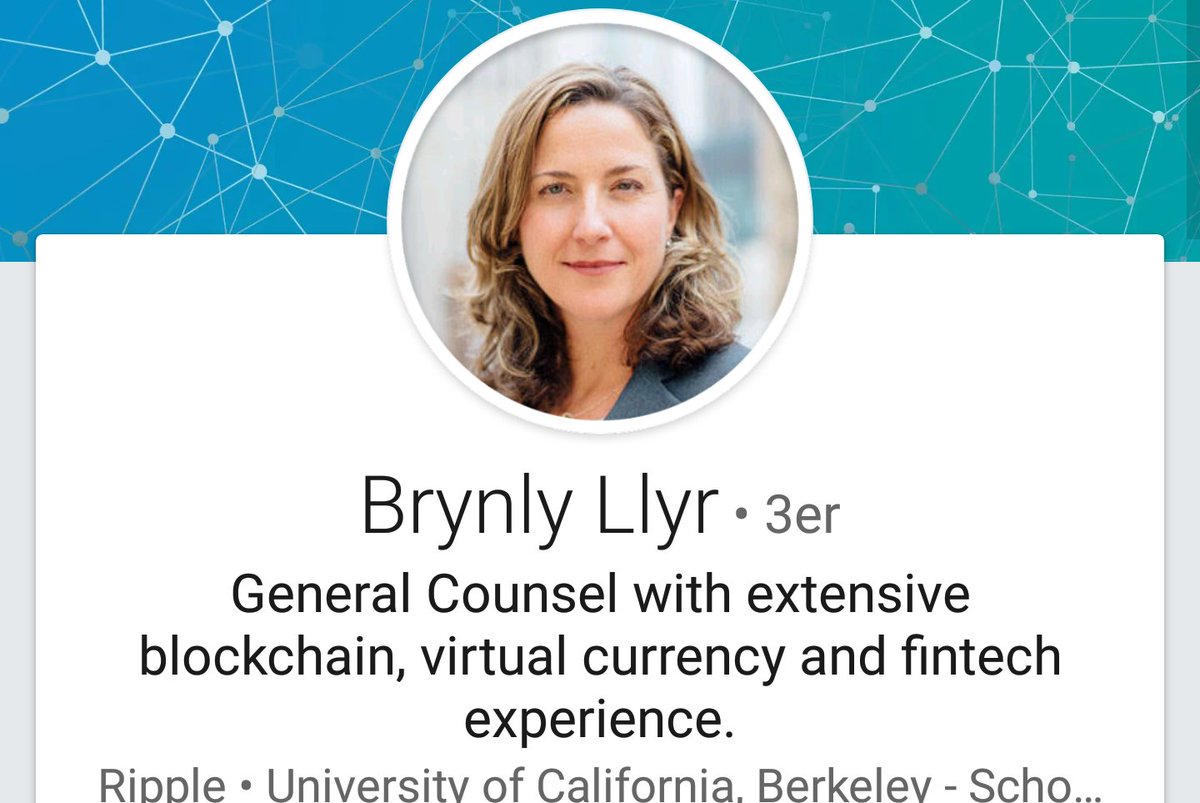 Brynly Llyr • 3er
General Counsel with extensive
blockchain, virtual currency and fintech
experience.
Ripple • University of California, Berkeley - Scho...